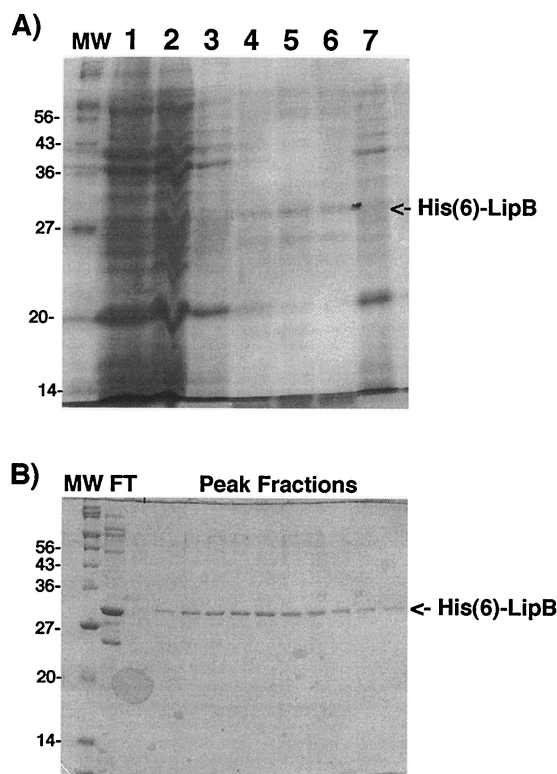 A)
MW 1 2 3 4 5 6 7
56-
43-
36-
<- His(6)-LipB
27-
20-
14-
B)
MW FT Peak Fractions
56-
43-
36-
<- His(6)-LipB
27-
20-
14-